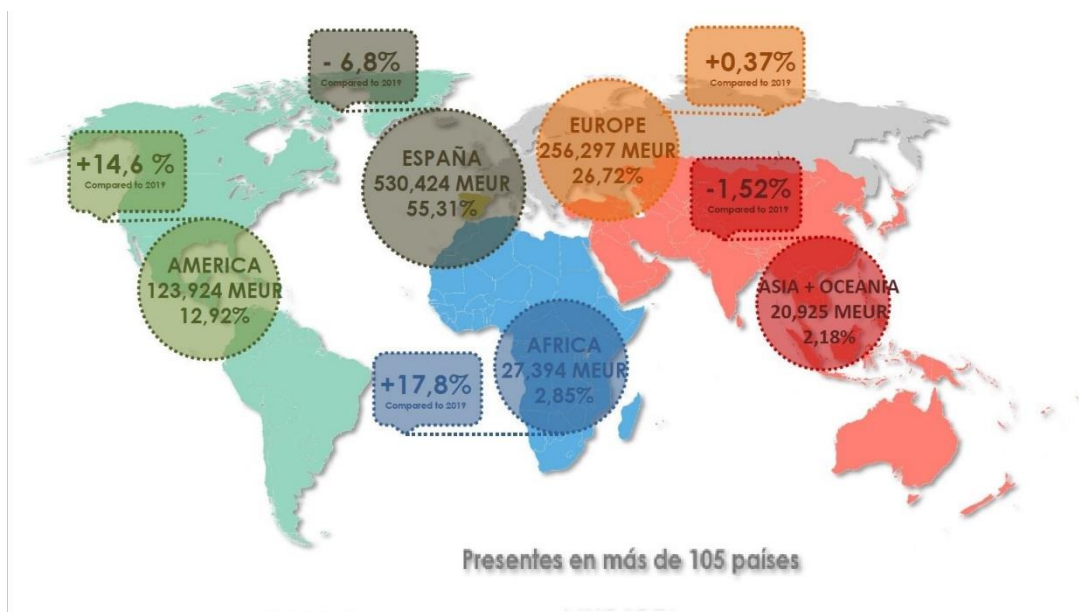 - 6,8%
Compared to 2019
+0,37%
Compared to 2019
+14,6 %
Compared to 2019
ESPAÑA
530,424 MEUR
55,31%
EUROPE
256,297 MEUR
26,72%
-1,52%
Compared to 2019
AMERICA
123,924 MEUR
12,92%
ASIA + OCEANIA
20,925 MEUR
2,18%
+17,8%
Compared to 2019
AFRICA
27,394 MEUR
2,85%
Presentes en más de 105 países